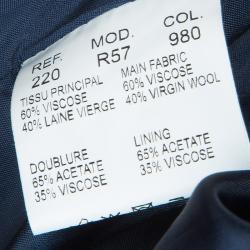 REF. MOD. COL.
220 R57 980
TISSU PRINCIPAL MAIN FABRIC
60% VISCOSE 60% VISCOSE
40% LAINE VIERGE 40% VIRGIN WOOL
DOUBLURE LINING
65% ACETATE 65% ACETATE
35% VISCOSE 35% VISCOSE